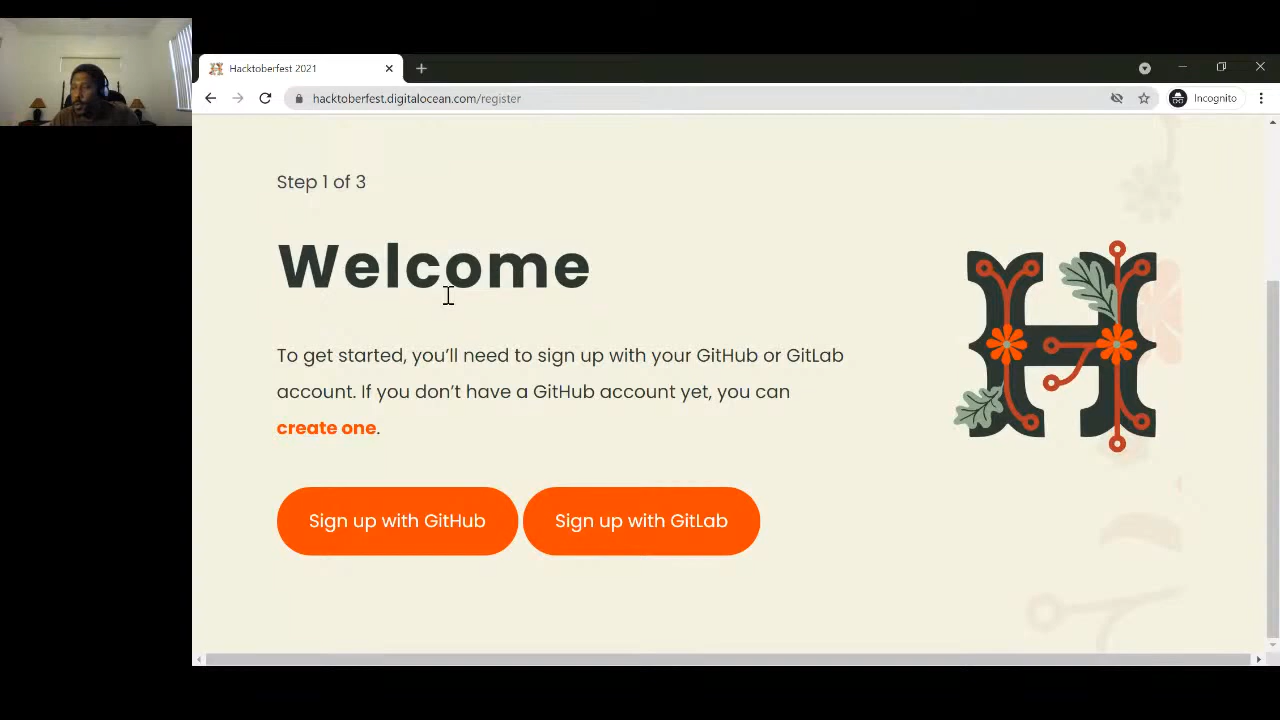 Hacktoberfest 2021
hacktoberfest.digitalocean.com/register
Incognito
Step 1 of 3
Welcome
To get started, you’ll need to sign up with your GitHub or GitLab
account. If you don’t have a GitHub account yet, you can
create one.
Sign up with GitHub
Sign up with GitLab
H